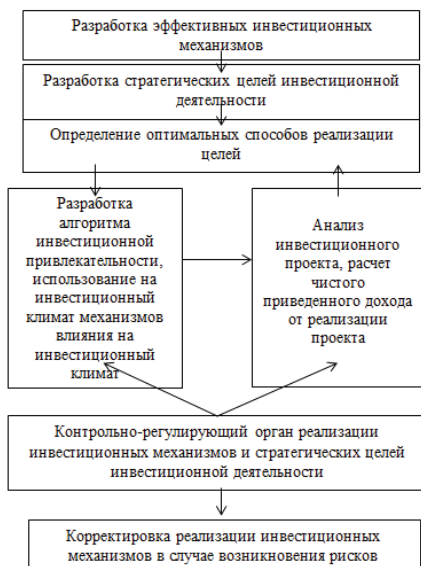 Разработка эффективных инвестиционных
механизмов
Разработка стратегических целей инвестиционной
деятельности
Определение оптимальных способов реализации
целей
Разработка
алгоритма
инвестиционной
привлекательности,
использование на
инвестиционный
климат механизмов
влияния на
инвестиционный
климат
Анализ
инвестиционного
проекта, расчет
чистого
приведенного дохода
от реализации
проекта
Контрольно-регулирующий орган реализации
инвестиционных механизмов и стратегических целей
инвестиционной деятельности
Корректировка реализации инвестиционных
механизмов в случае возникновения рисков